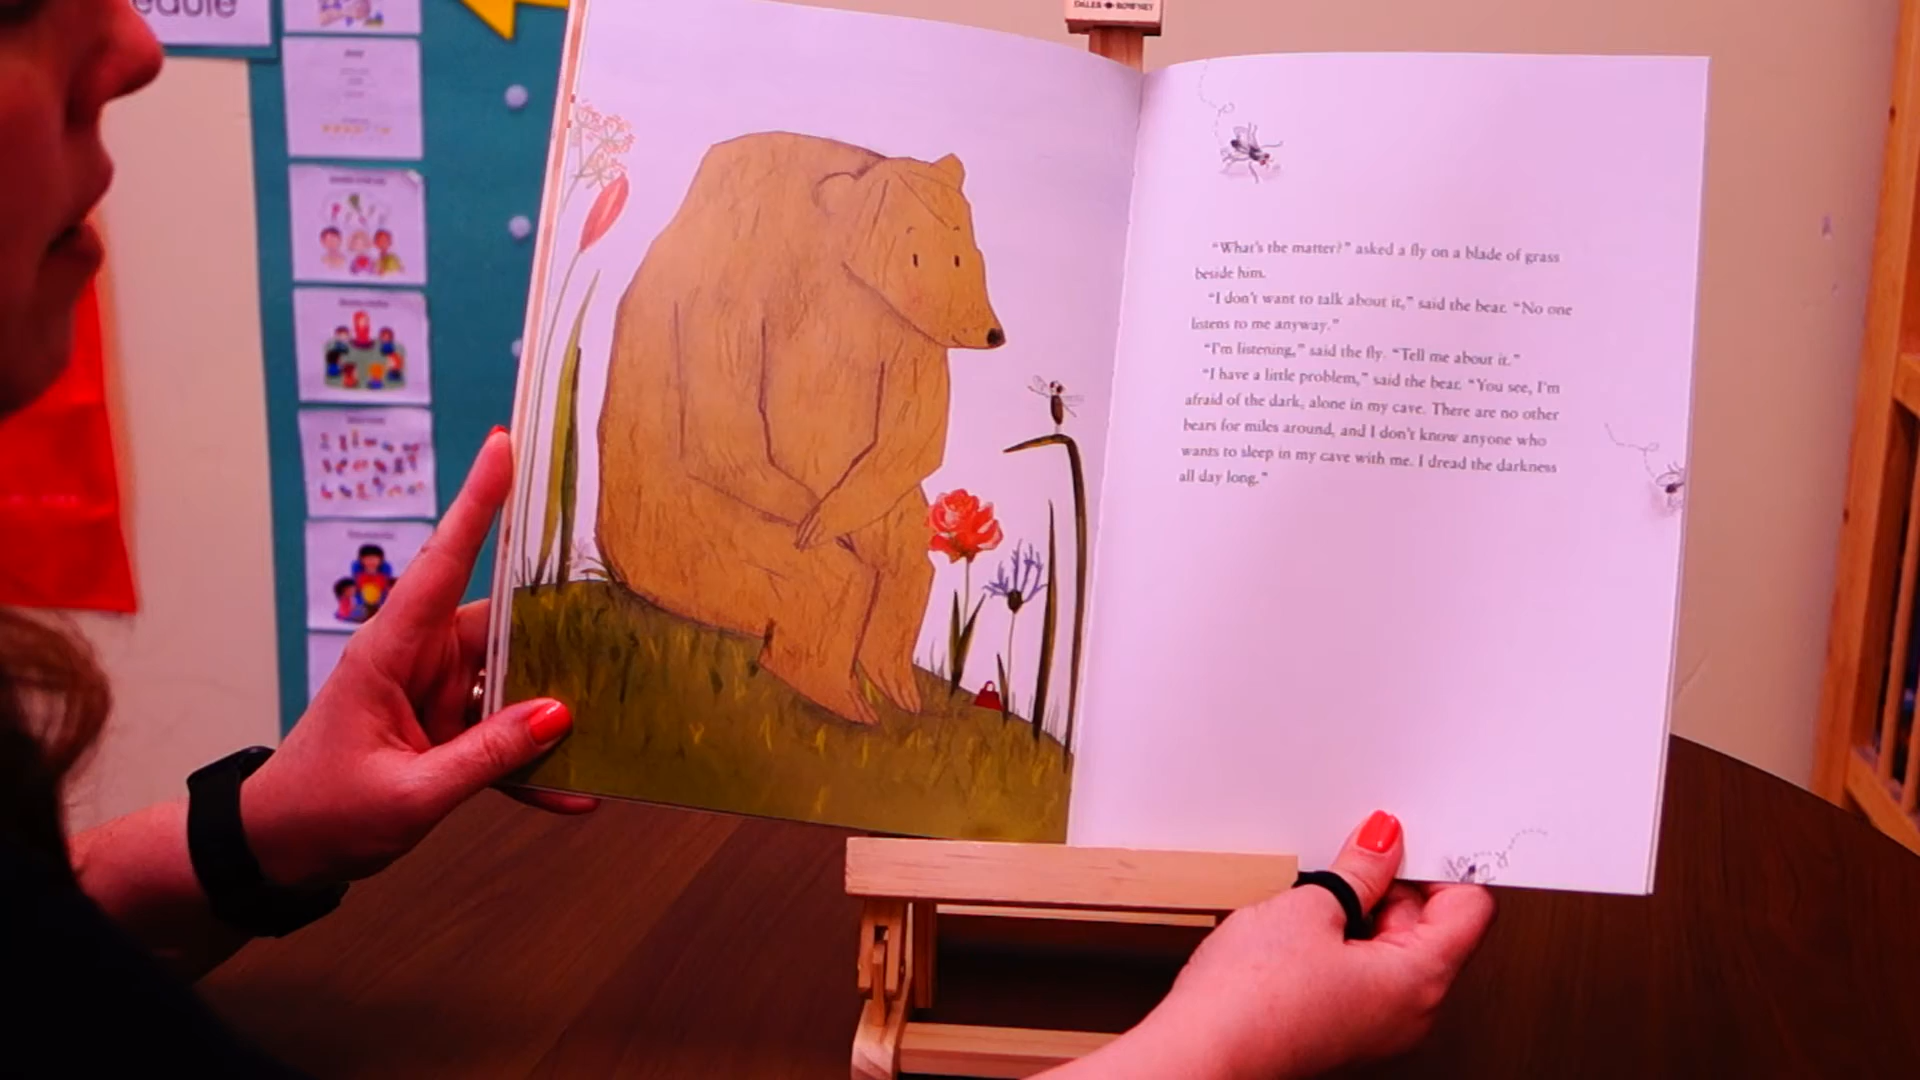 edule
DALER ROWNEY
“What’s the matter?” asked a fly on a blade of grass
beside him.
“I don’t want to talk about it,” said the bear. “No one
listens to me anyway.”
“I’m listening,” said the fly. “Tell me about it.”
“I have a little problem,” said the bear. “You see, I’m
afraid of the dark, alone in my cave. There are no other
bears for miles around, and I don’t know anyone who
wants to sleep in my cave with me. I dread the darkness
all day long.”